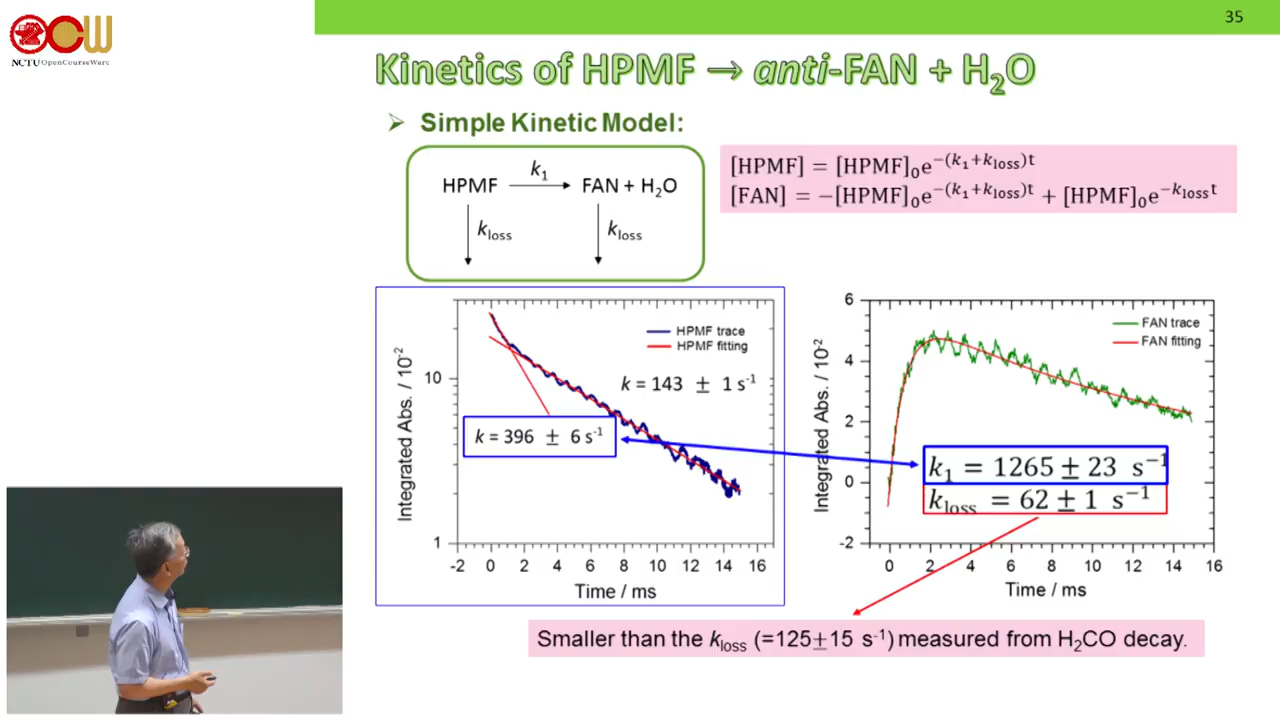 35
NCTU OpenCourseWare
Kinetics of HPMF → anti-FAN + H₂O
➢ Simple Kinetic Model:
HPMF k₁ FAN + H₂O
k_loss k_loss
[HPMF] = [HPMF]₀e^−(k₁+k_loss)t
[FAN] = −[HPMF]₀e^−(k₁+k_loss)t + [HPMF]₀e^−k_loss t
HPMF trace
HPMF fitting
k = 143 ± 1 s⁻¹
k = 396 ± 6 s⁻¹
Integrated Abs. / 10⁻²
10
1
-2 0 2 4 6 8 10 12 14 16
Time / ms
FAN trace
FAN fitting
k₁ = 1265 ± 23 s⁻¹
k_loss = 62 ± 1 s⁻¹
Integrated Abs. / 10⁻²
6
4
2
0
-2
0 2 4 6 8 10 12 14 16
Time / ms
Smaller than the k_loss (=125±15 s⁻¹) measured from H₂CO decay.